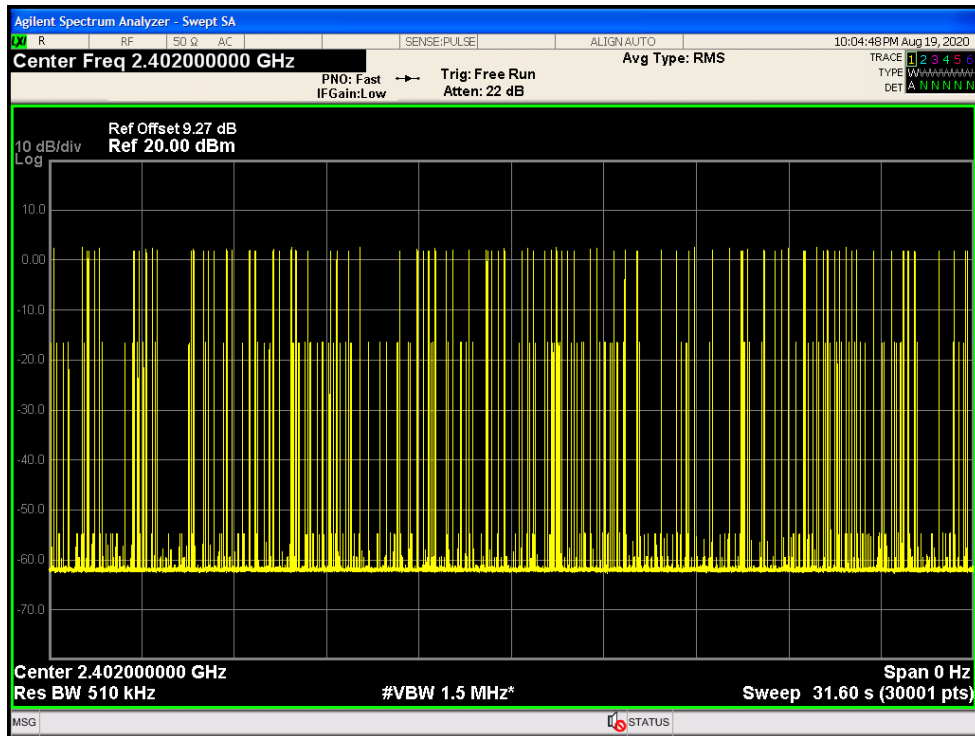 Agilent Spectrum Analyzer - Swept SA
LXI R RF 50 Ω AC SENSE:PULSE ALIGN AUTO 10:04:48 PM Aug 19, 2020
Center Freq 2.402000000 GHz Avg Type: RMS TRACE 1 2 3 4 5 6
PNO: Fast Trig: Free Run TYPE WWWWWW
IFGain:Low Atten: 22 dB DET A N N N N N
Ref Offset 9.27 dB
10 dB/div Ref 20.00 dBm
Log
10.0
0.00
-10.0
-20.0
-30.0
-40.0
-50.0
-60.0
-70.0
Center 2.402000000 GHz Span 0 Hz
Res BW 510 kHz #VBW 1.5 MHz* Sweep 31.60 s (30001 pts)
MSG STATUS